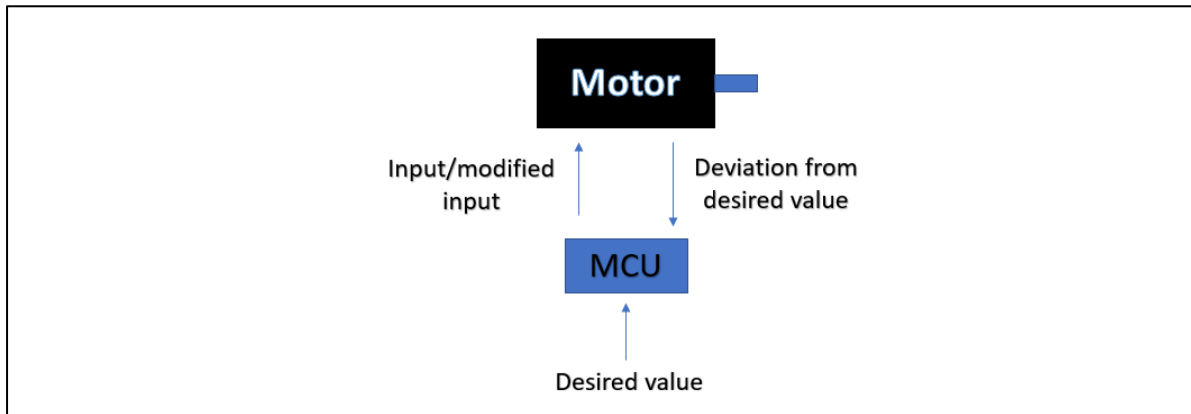 Motor
Input/modified
input
Deviation from
desired value
MCU
Desired value